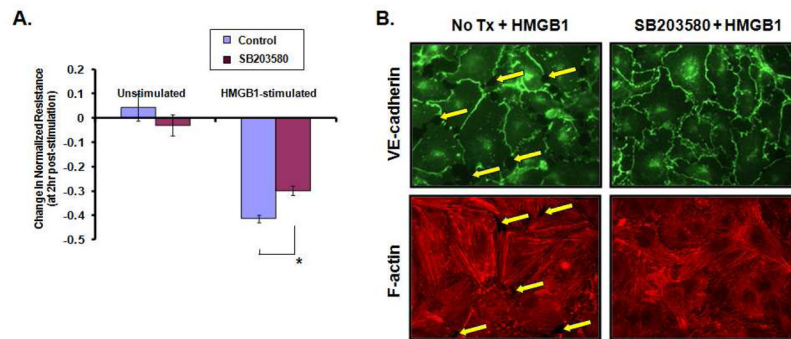 A.
Control
SB203580
Unstimulated
HMGB1-stimulated
Change in Normalized Resistance
(at 2hr post-stimulation)
0.2
0.1
0
-0.1
-0.2
-0.3
-0.4
-0.5
*
B.
No Tx + HMGB1
SB203580 + HMGB1
VE-cadherin
F-actin